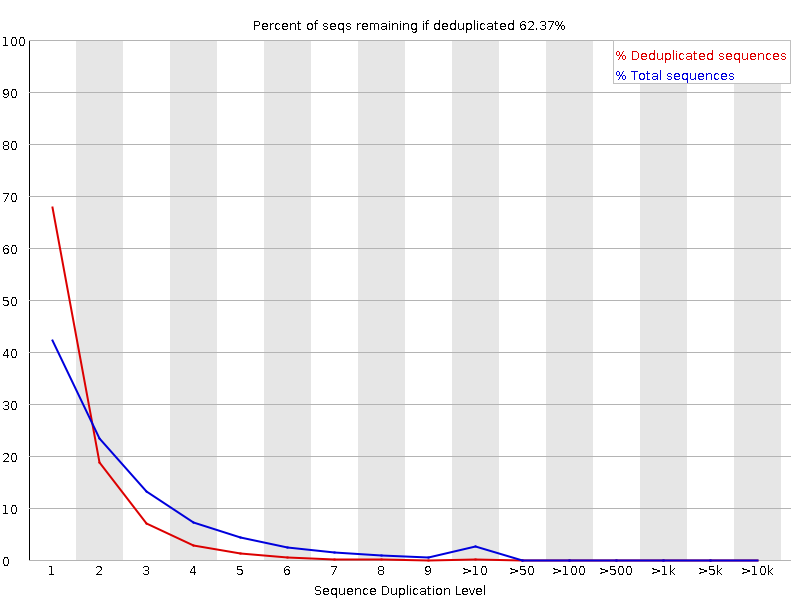 Percent of seqs remaining if deduplicated 62.37%
% Deduplicated sequences
% Total sequences
100
90
80
70
60
50
40
30
20
10
0
1 2 3 4 5 6 7 8 9 >10 >50 >100 >500 >1k >5k >10k
Sequence Duplication Level